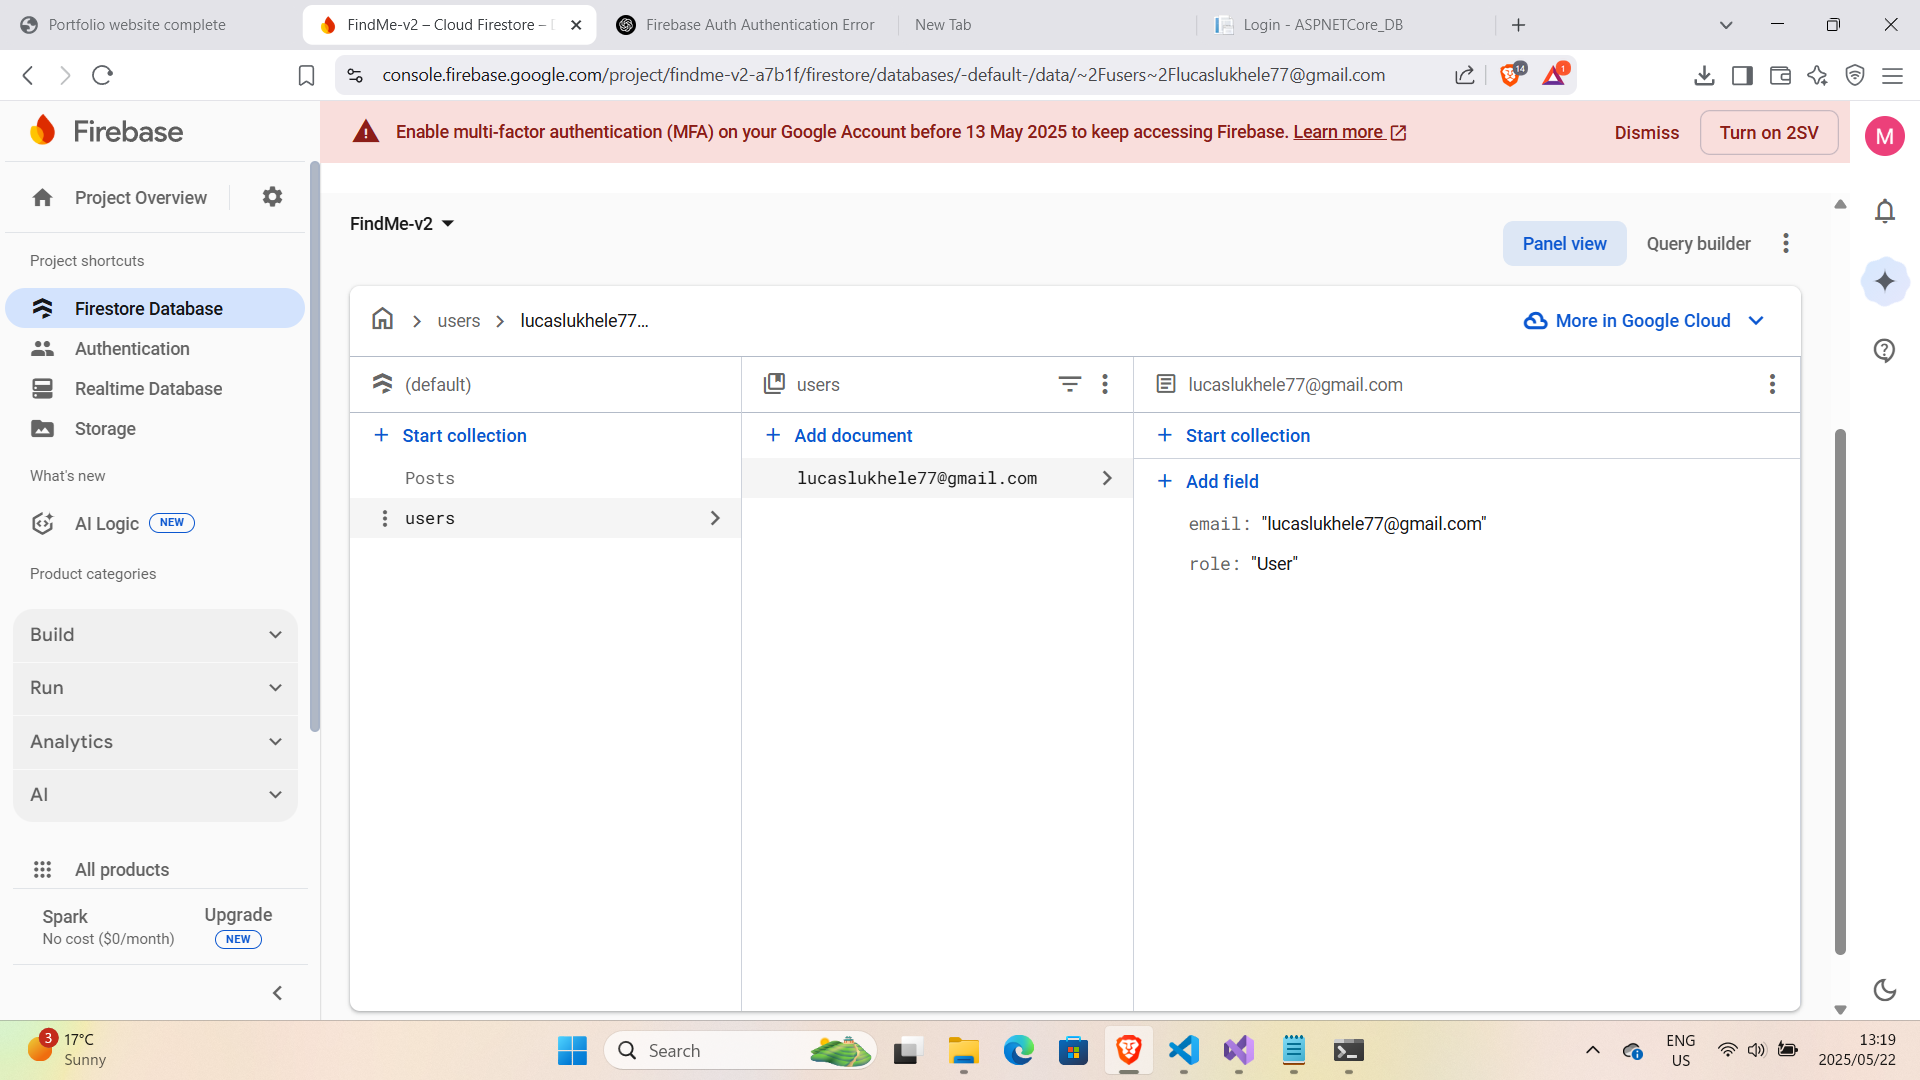 Portfolio website complete
FindMe-v2 – Cloud Firestore –
Firebase Auth Authentication Error
New Tab
Login - ASPNETCore_DB
console.firebase.google.com/project/findme-v2-a7b1f/firestore/databases/-default-/data/~2Fusers~2Flucaslukhele77@gmail.com
14
1
Firebase
Enable multi-factor authentication (MFA) on your Google Account before 13 May 2025 to keep accessing Firebase. Learn more
Dismiss
Turn on 2SV
M
Project Overview
Project shortcuts
Firestore Database
Authentication
Realtime Database
Storage
What's new
AI Logic NEW
Product categories
Build
Run
Analytics
AI
All products
Spark
No cost ($0/month)
Upgrade
NEW
FindMe-v2
Panel view
Query builder
users
lucaslukhele77...
More in Google Cloud
(default)
Start collection
Posts
users
users
Add document
lucaslukhele77@gmail.com
lucaslukhele77@gmail.com
Start collection
Add field
email: "lucaslukhele77@gmail.com"
role: "User"
3
17°C
Sunny
Search
ENG
US
13:19
2025/05/22